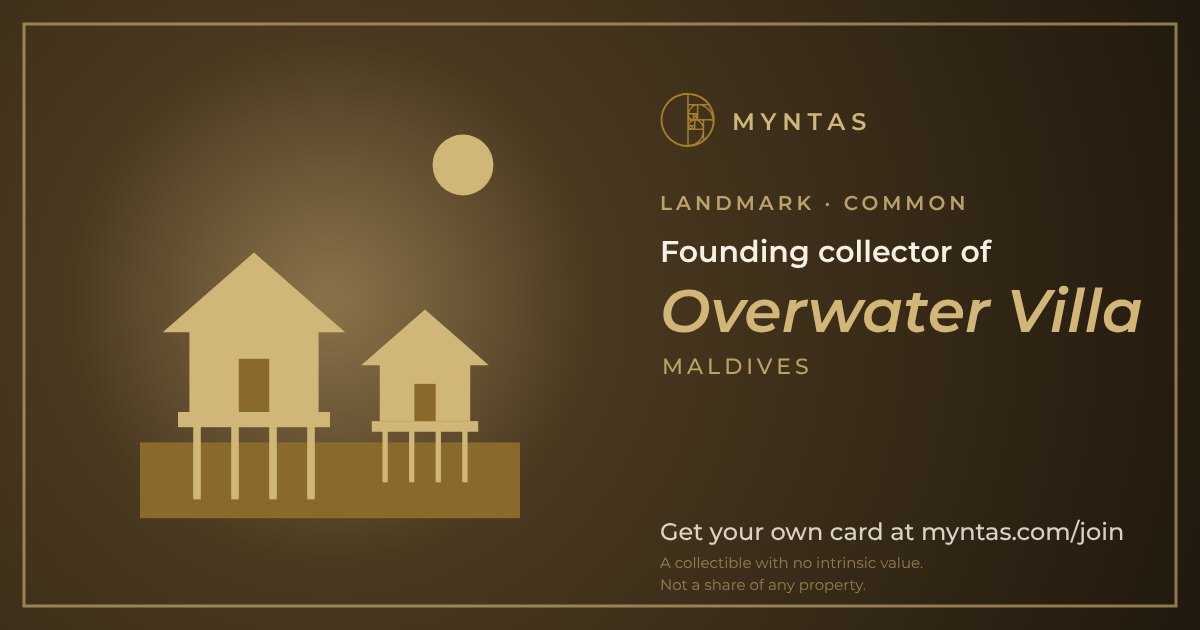 MYNTAS
LANDMARK · COMMON
Founding collector of
Overwater Villa
MALDIVES
Get your own card at myntas.com/join
A collectible with no intrinsic value.
Not a share of any property.